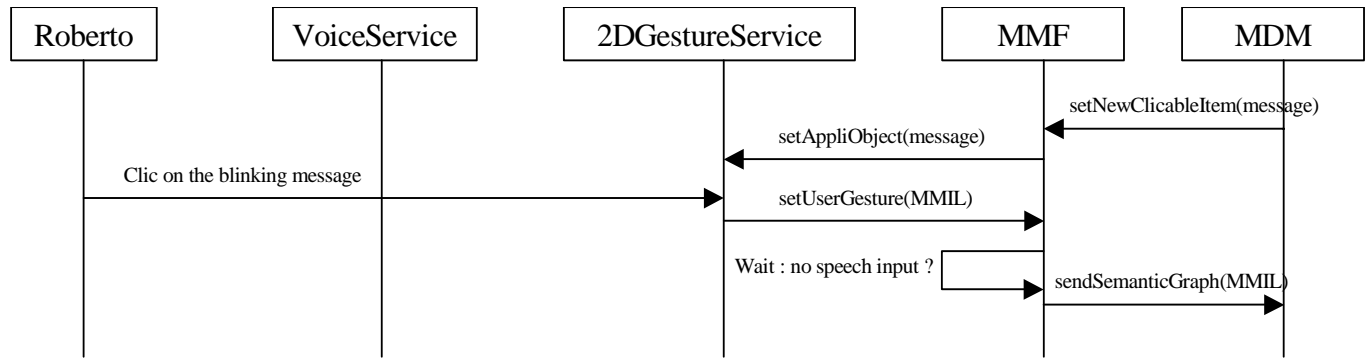 Roberto
VoiceService
2DGestureService
MMF
MDM
setNewClicableItem(message)
setAppliObject(message)
Clic on the blinking message
setUserGesture(MMIL)
Wait : no speech input ?
sendSemanticGraph(MMIL)